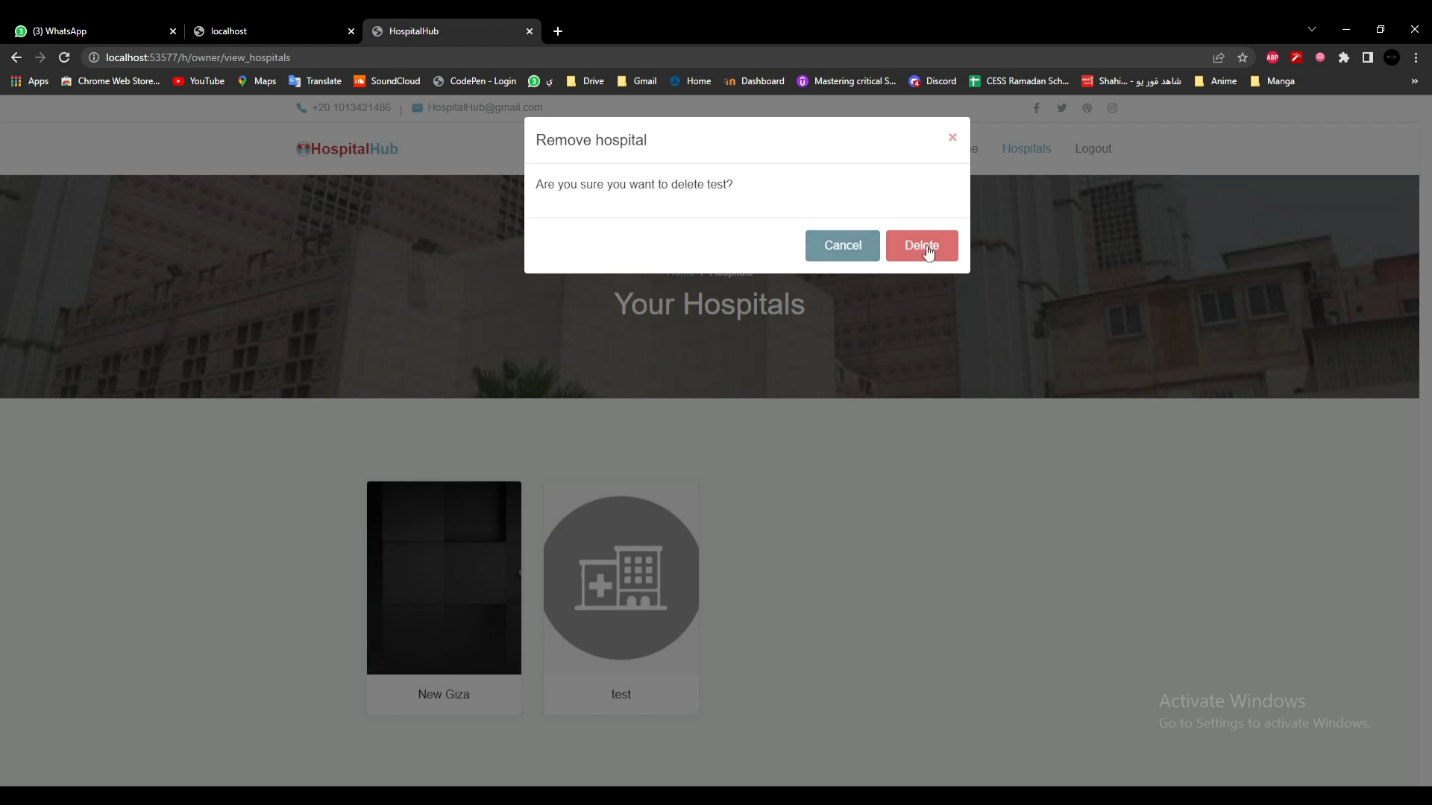 (3) WhatsApp
localhost
HospitalHub
localhost:53577/h/owner/view_hospitals
ABP
Apps
Chrome Web Store...
YouTube
Maps
Translate
SoundCloud
CodePen - Login
ي
Drive
Gmail
Home
Dashboard
Mastering critical S...
Discord
CESS Ramadan Sch...
Shahi... - شاهد فور يو
Anime
Manga
»
+20 1013421486 | HospitalHub@gmail.com
HospitalHub
Hospitals
Logout
Remove hospital
×
Are you sure you want to delete test?
Cancel
Delete
Your Hospitals
New Giza
test
Activate Windows
Go to Settings to activate Windows.